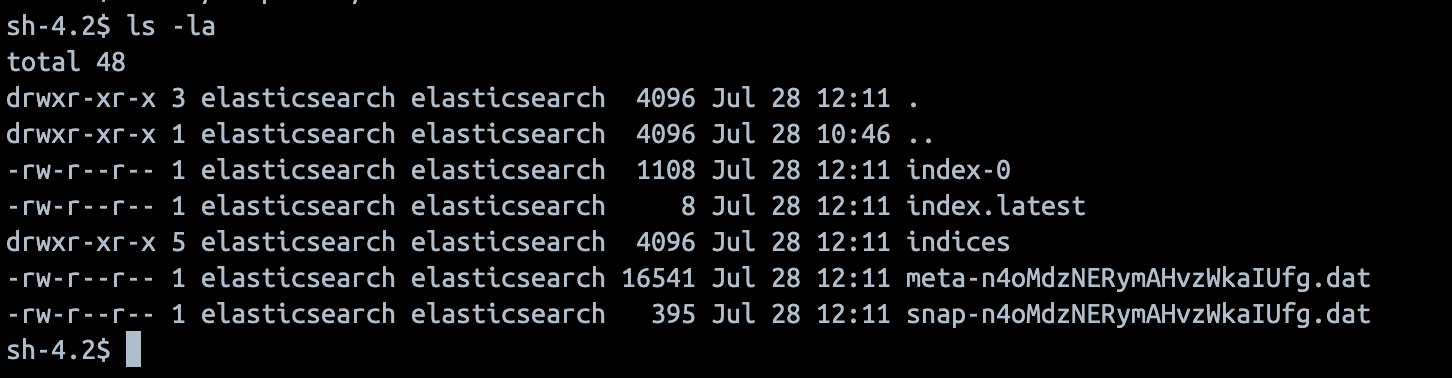 sh-4.2$ ls -la
total 48
drwxr-xr-x 3 elasticsearch elasticsearch  4096 Jul 28 12:11 .
drwxr-xr-x 1 elasticsearch elasticsearch  4096 Jul 28 10:46 ..
-rw-r--r-- 1 elasticsearch elasticsearch  1108 Jul 28 12:11 index-0
-rw-r--r-- 1 elasticsearch elasticsearch     8 Jul 28 12:11 index.latest
drwxr-xr-x 5 elasticsearch elasticsearch  4096 Jul 28 12:11 indices
-rw-r--r-- 1 elasticsearch elasticsearch 16541 Jul 28 12:11 meta-n4oMdzNERymAHvzWkaIUfg.dat
-rw-r--r-- 1 elasticsearch elasticsearch   395 Jul 28 12:11 snap-n4oMdzNERymAHvzWkaIUfg.dat
sh-4.2$